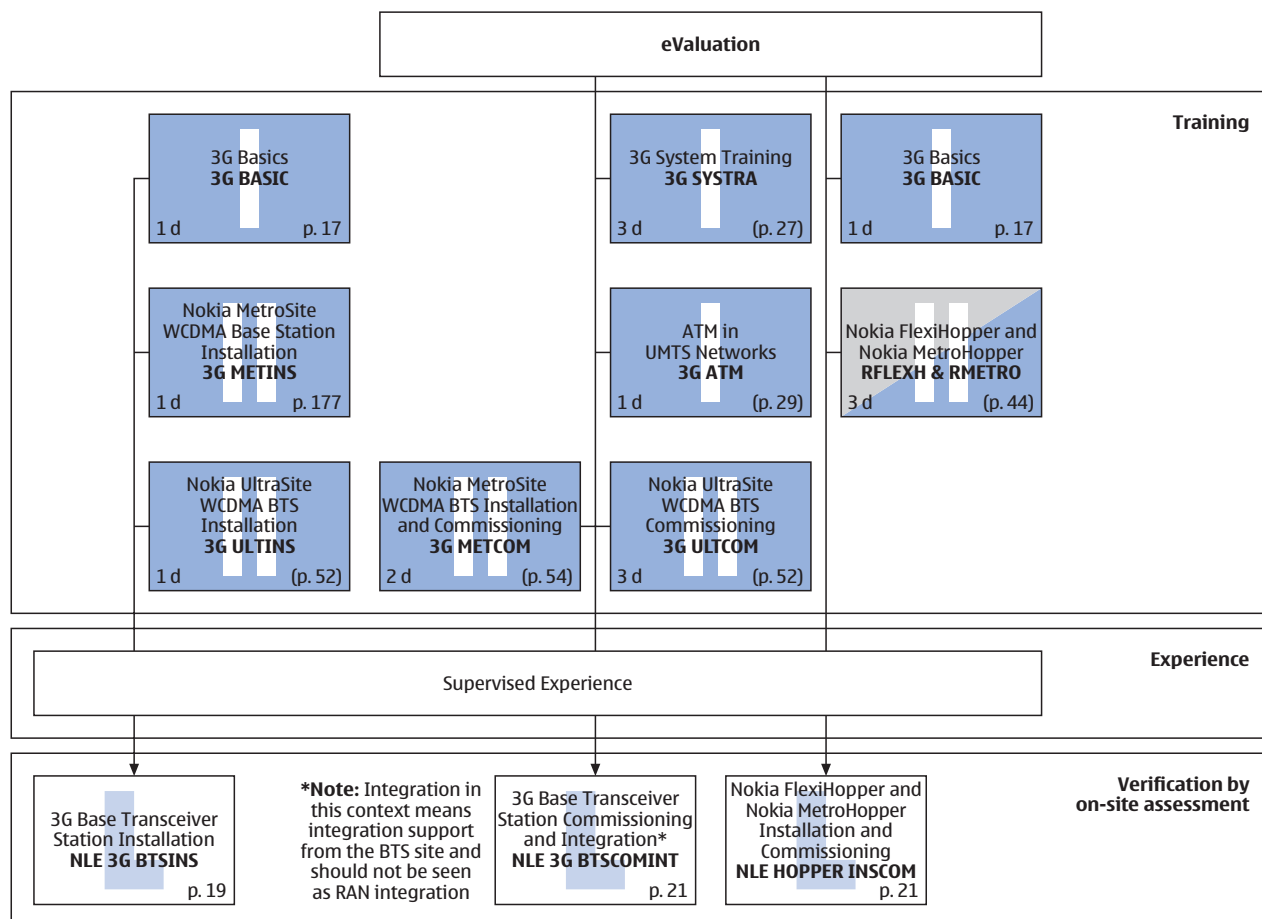 eValuation
Training
3G Basics
3G BASIC
1 d p. 17
3G System Training
3G SYSTRA
3 d (p. 27)
3G Basics
3G BASIC
1 d p. 17
Nokia MetroSite
WCDMA Base Station
Installation
3G METINS
1 d p. 177
ATM in
UMTS Networks
3G ATM
1 d (p. 29)
Nokia FlexiHopper and
Nokia MetroHopper
RFLEXH & RMETRO
3 d (p. 44)
Nokia UltraSite
WCDMA BTS
Installation
3G ULTINS
1 d (p. 52)
Nokia MetroSite
WCDMA BTS Installation
and Commissioning
3G METCOM
2 d (p. 54)
Nokia UltraSite
WCDMA BTS
Commissioning
3G ULTCOM
3 d (p. 52)
Experience
Supervised Experience
Verification by
on-site assessment
3G Base Transceiver
Station Installation
NLE 3G BTSINS
p. 19
*Note: Integration in
this context means
integration support
from the BTS site and
should not be seen
as RAN integration
3G Base Transceiver
Station Commissioning
and Integration*
NLE 3G BTSCOMINT
p. 21
Nokia FlexiHopper and
Nokia MetroHopper
Installation and
Commissioning
NLE HOPPER INSCOM
p. 21